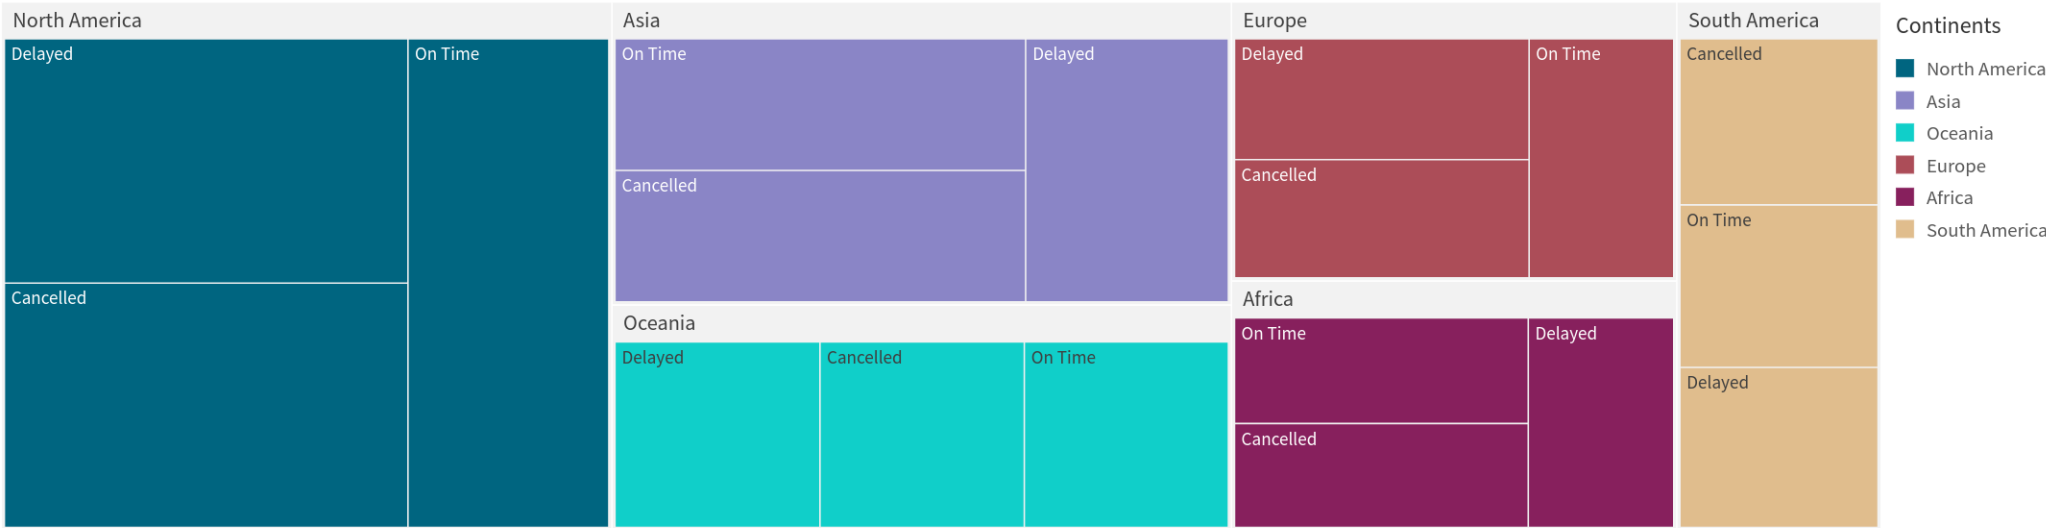 North America
Delayed
On Time
Cancelled
Asia
On Time
Delayed
Cancelled
Oceania
Delayed
Cancelled
On Time
Europe
Delayed
On Time
Cancelled
Africa
On Time
Delayed
Cancelled
South America
Cancelled
On Time
Delayed
Continents
North America
Asia
Oceania
Europe
Africa
South America